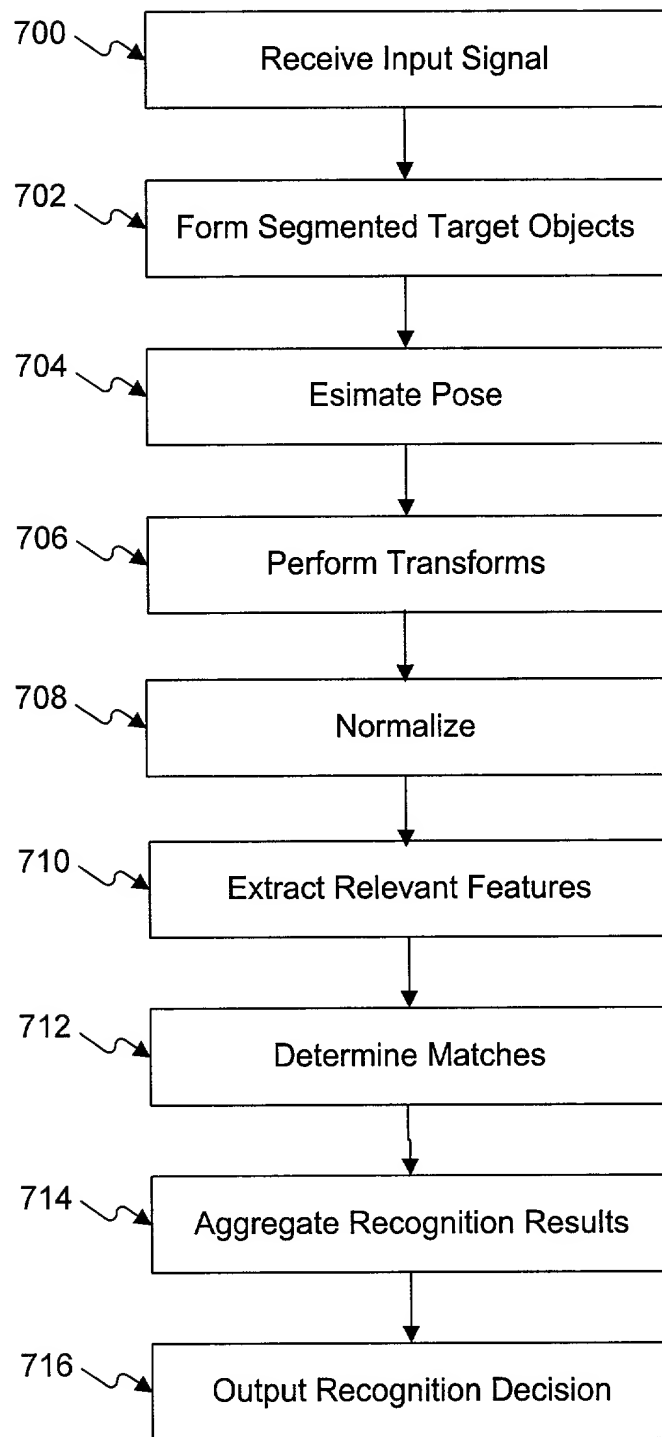 700
Receive Input Signal
702
Form Segmented Target Objects
704
Esimate Pose
706
Perform Transforms
708
Normalize
710
Extract Relevant Features
712
Determine Matches
714
Aggregate Recognition Results
716
Output Recognition Decision